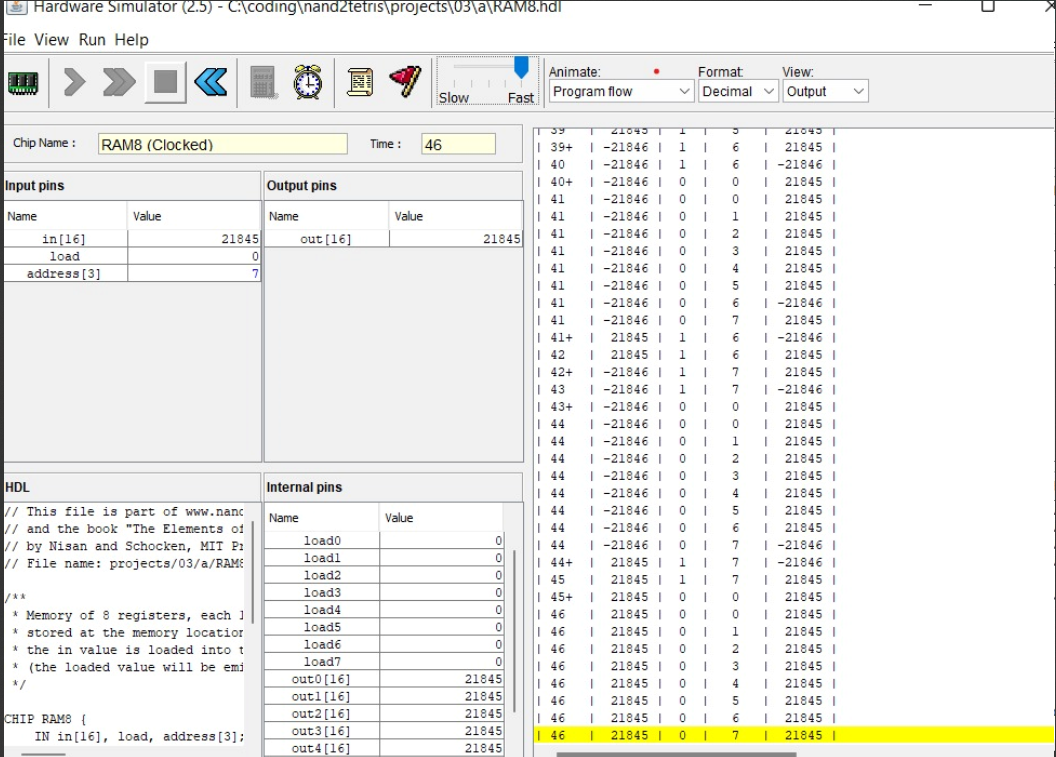 Hardware Simulator (2.5) - C:\coding\nand2tetris\projects\03\a\RAM8.hdl
File View Run Help
Slow Fast
Animate: Format: View:
Program flow Decimal Output
Chip Name : RAM8 (Clocked) Time : 46
Input pins
Name Value
in[16] 21845
load 0
address[3] 7
Output pins
Name Value
out[16] 21845
HDL
// This file is part of www.nand
// and the book "The Elements of
// by Nisan and Schocken, MIT Pr
// File name: projects/03/a/RAM8
/**
* Memory of 8 registers, each
* stored at the memory location
* the in value is loaded into t
* (the loaded value will be emi
*/
CHIP RAM8 {
IN in[16], load, address[3];
Internal pins
Name Value
load0 0
load1 0
load2 0
load3 0
load4 0
load5 0
load6 0
load7 0
out0[16] 21845
out1[16] 21845
out2[16] 21845
out3[16] 21845
out4[16] 21845
| 39 | 21845 | 1 | 5 | 21845 |
| 39+ | -21846 | 1 | 6 | 21845 |
| 40 | -21846 | 1 | 6 | -21846 |
| 40+ | -21846 | 0 | 0 | 21845 |
| 41 | -21846 | 0 | 0 | 21845 |
| 41 | -21846 | 0 | 1 | 21845 |
| 41 | -21846 | 0 | 2 | 21845 |
| 41 | -21846 | 0 | 3 | 21845 |
| 41 | -21846 | 0 | 4 | 21845 |
| 41 | -21846 | 0 | 5 | 21845 |
| 41 | -21846 | 0 | 6 | -21846 |
| 41 | -21846 | 0 | 7 | 21845 |
| 41+ | 21845 | 1 | 6 | -21846 |
| 42 | 21845 | 1 | 6 | 21845 |
| 42+ | -21846 | 1 | 7 | 21845 |
| 43 | -21846 | 1 | 7 | -21846 |
| 43+ | -21846 | 0 | 0 | 21845 |
| 44 | -21846 | 0 | 0 | 21845 |
| 44 | -21846 | 0 | 1 | 21845 |
| 44 | -21846 | 0 | 2 | 21845 |
| 44 | -21846 | 0 | 3 | 21845 |
| 44 | -21846 | 0 | 4 | 21845 |
| 44 | -21846 | 0 | 5 | 21845 |
| 44 | -21846 | 0 | 6 | 21845 |
| 44 | -21846 | 0 | 7 | -21846 |
| 44+ | 21845 | 1 | 7 | -21846 |
| 45 | 21845 | 1 | 7 | 21845 |
| 45+ | 21845 | 0 | 0 | 21845 |
| 46 | 21845 | 0 | 0 | 21845 |
| 46 | 21845 | 0 | 1 | 21845 |
| 46 | 21845 | 0 | 2 | 21845 |
| 46 | 21845 | 0 | 3 | 21845 |
| 46 | 21845 | 0 | 4 | 21845 |
| 46 | 21845 | 0 | 5 | 21845 |
| 46 | 21845 | 0 | 6 | 21845 |
| 46 | 21845 | 0 | 7 | 21845 |